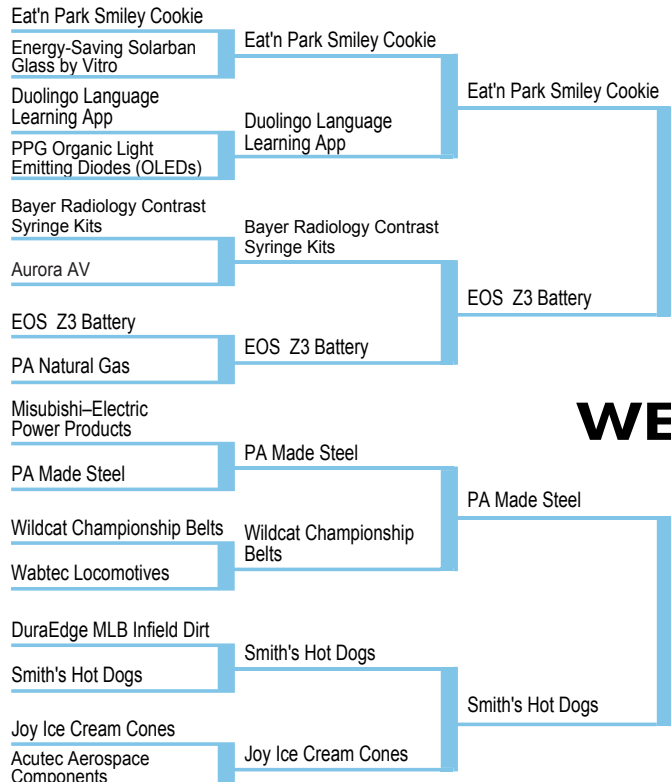 Eat'n Park Smiley Cookie
Energy-Saving Solarban
Glass by Vitro
Duolingo Language
Learning App
PPG Organic Light
Emitting Diodes (OLEDs)
Bayer Radiology Contrast
Syringe Kits
Aurora AV
EOS Z3 Battery
PA Natural Gas
Misubishi–Electric
Power Products
PA Made Steel
Wildcat Championship Belts
Wabtec Locomotives
DuraEdge MLB Infield Dirt
Smith's Hot Dogs
Joy Ice Cream Cones
Acutec Aerospace
Components
Eat'n Park Smiley Cookie
Duolingo Language
Learning App
Bayer Radiology Contrast
Syringe Kits
EOS Z3 Battery
PA Made Steel
Wildcat Championship
Belts
Smith's Hot Dogs
Joy Ice Cream Cones
Eat'n Park Smiley Cookie
EOS Z3 Battery
PA Made Steel
Smith's Hot Dogs
WE